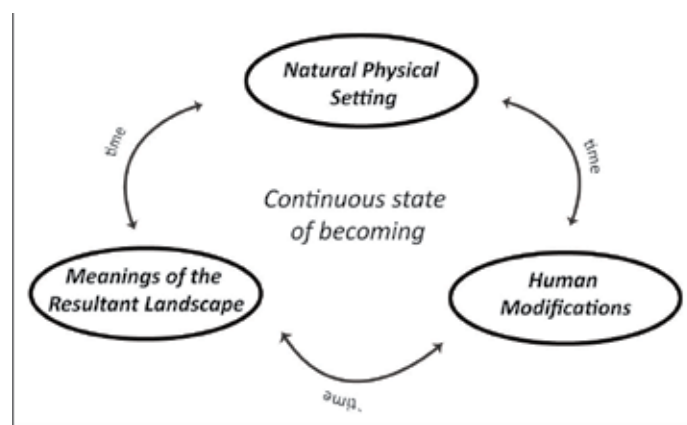 Natural Physical
Setting
time
time
Continuous state
of becoming
Meanings of the
Resultant Landscape
Human
Modifications
time